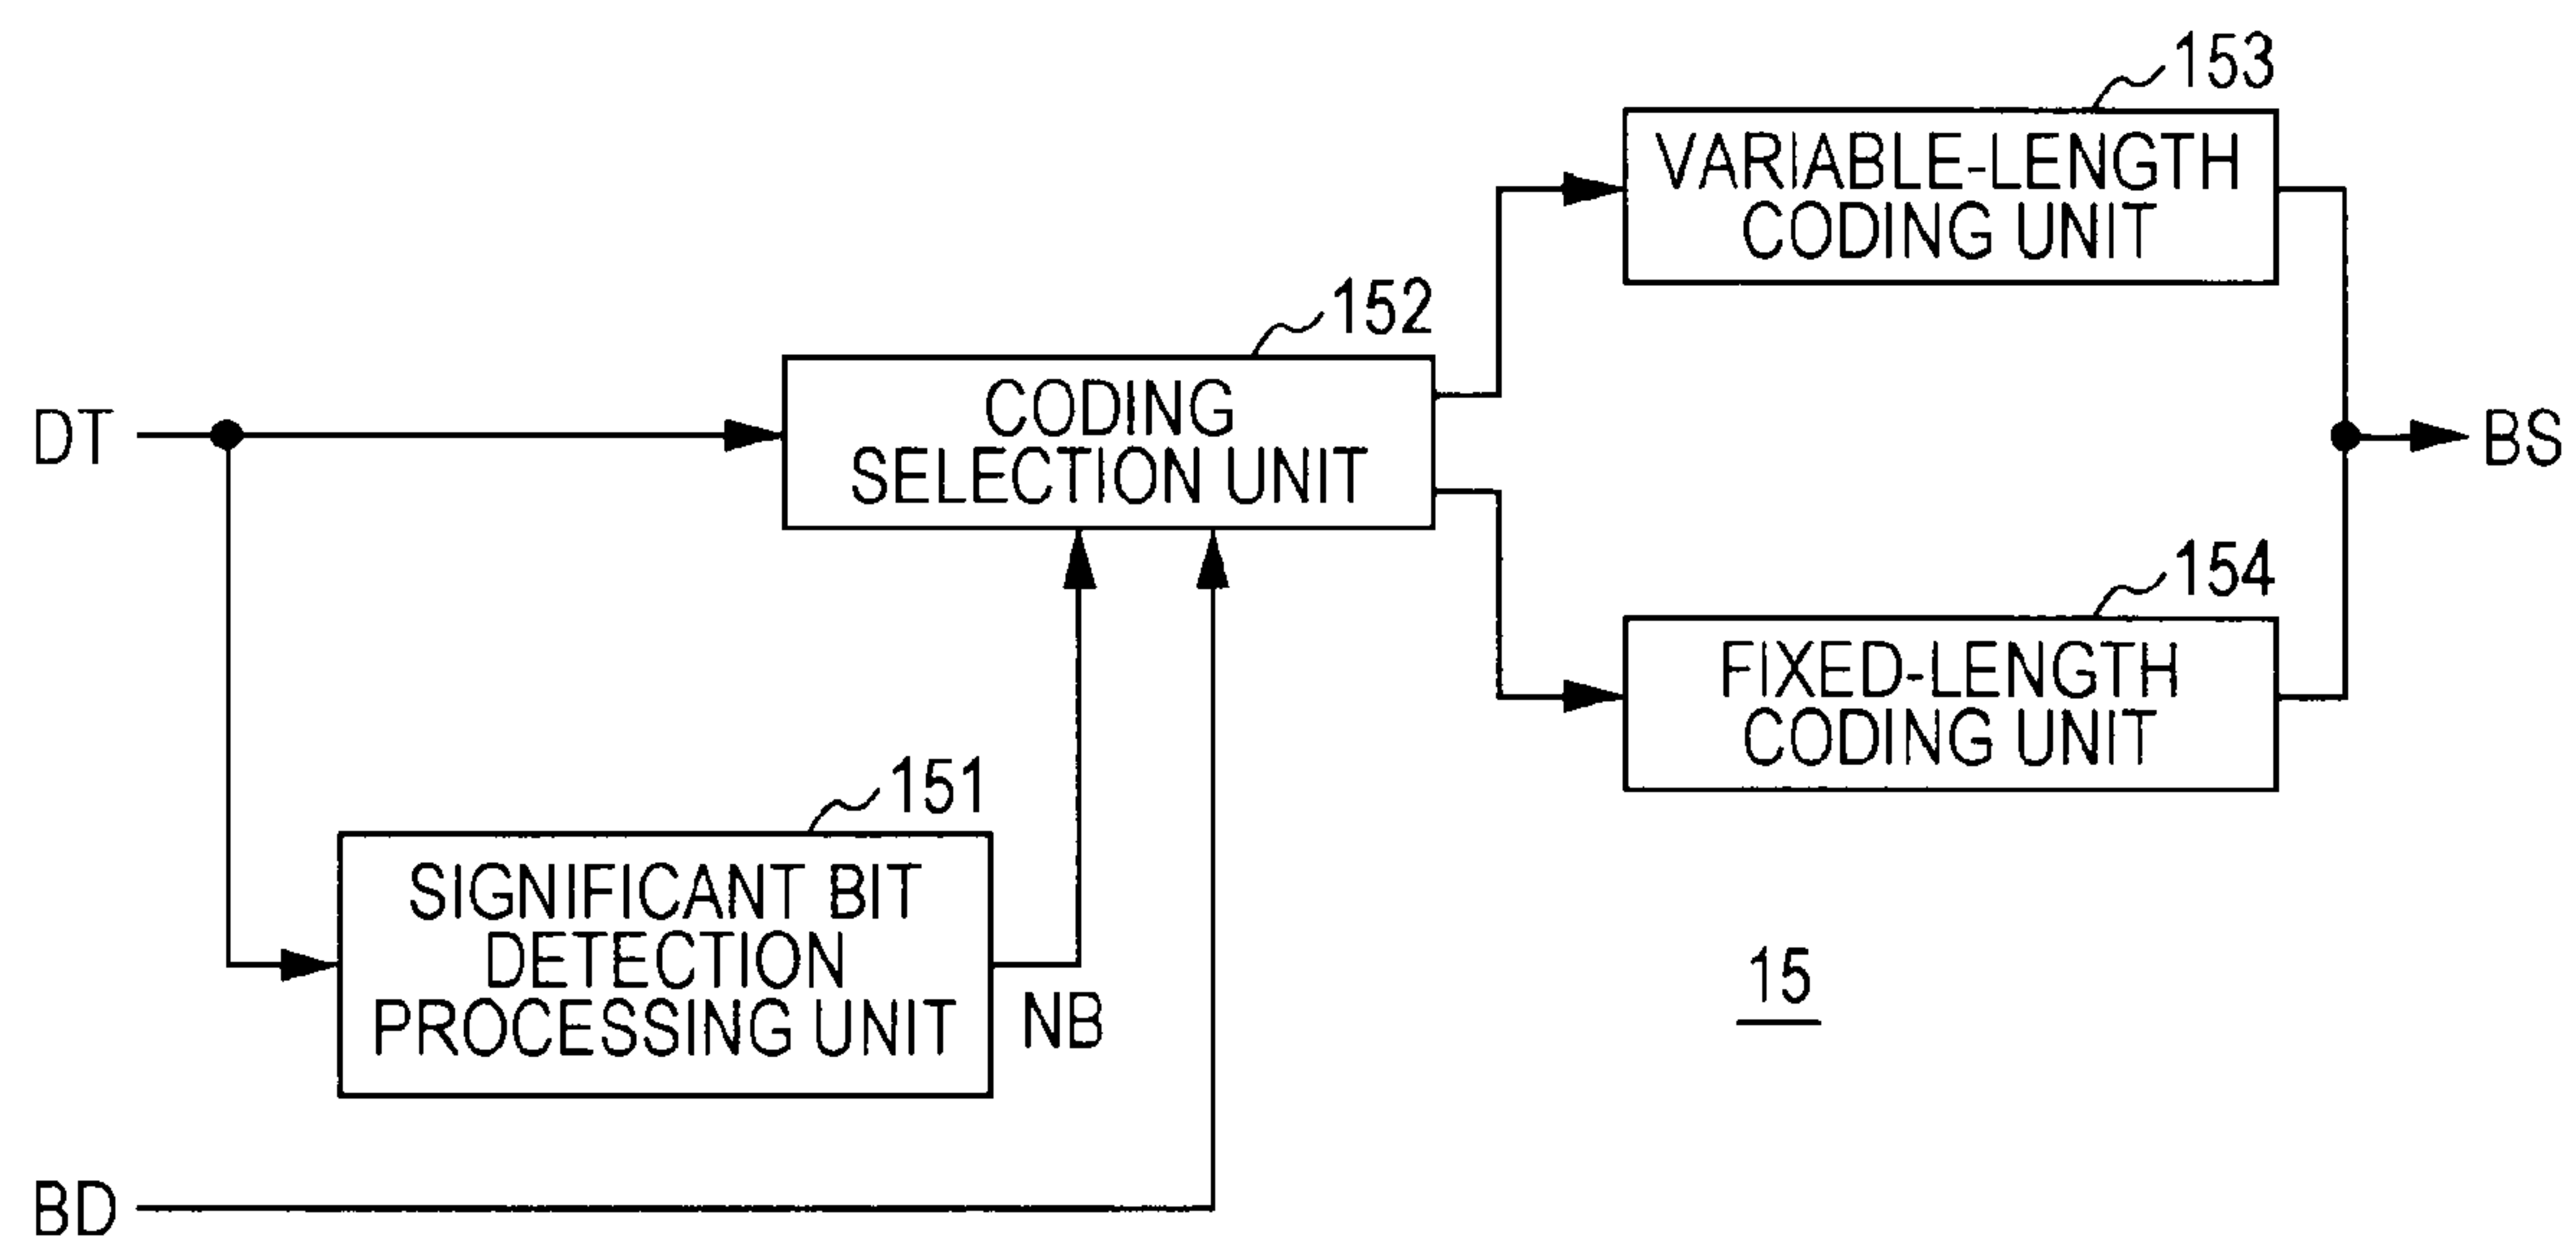 153
VARIABLE-LENGTH
CODING UNIT
152
CODING
SELECTION UNIT
DT
BS
154
FIXED-LENGTH
CODING UNIT
151
SIGNIFICANT BIT
DETECTION
PROCESSING UNIT
NB
15
BD